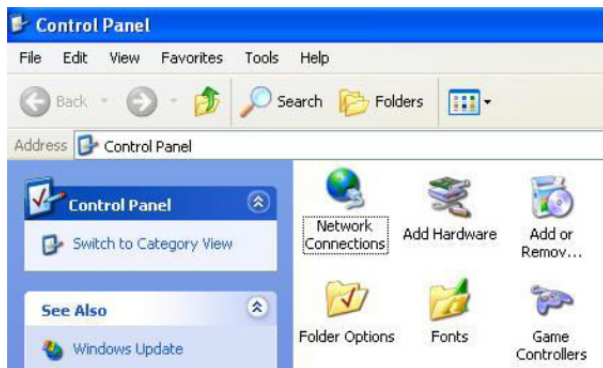 Control Panel
File Edit View Favorites Tools Help
Back Search Folders
Address Control Panel
Control Panel
Switch to Category View
See Also
Windows Update
Network
Connections
Add Hardware
Add or
Remov...
Folder Options
Fonts
Game
Controllers